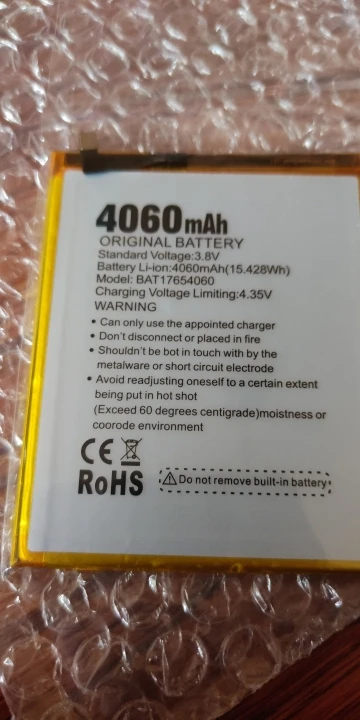 4060mAh
ORIGINAL BATTERY
Standard Voltage:3.8V
Battery Li-ion:4060mAh(15.428Wh)
Model: BAT17654060
Charging Voltage Limiting:4.35V
WARNING
• Can only use the appointed charger
• Don't disconnect or placed in fire
• Shouldn't be bot in touch with by the
metalware or short circuit electrode
• Avoid readjusting oneself to a certain extent
being put in hot shot
(Exceed 60 degrees centigrade)moistness or
coorode environment
CE
RoHS
Do not remove built-in battery